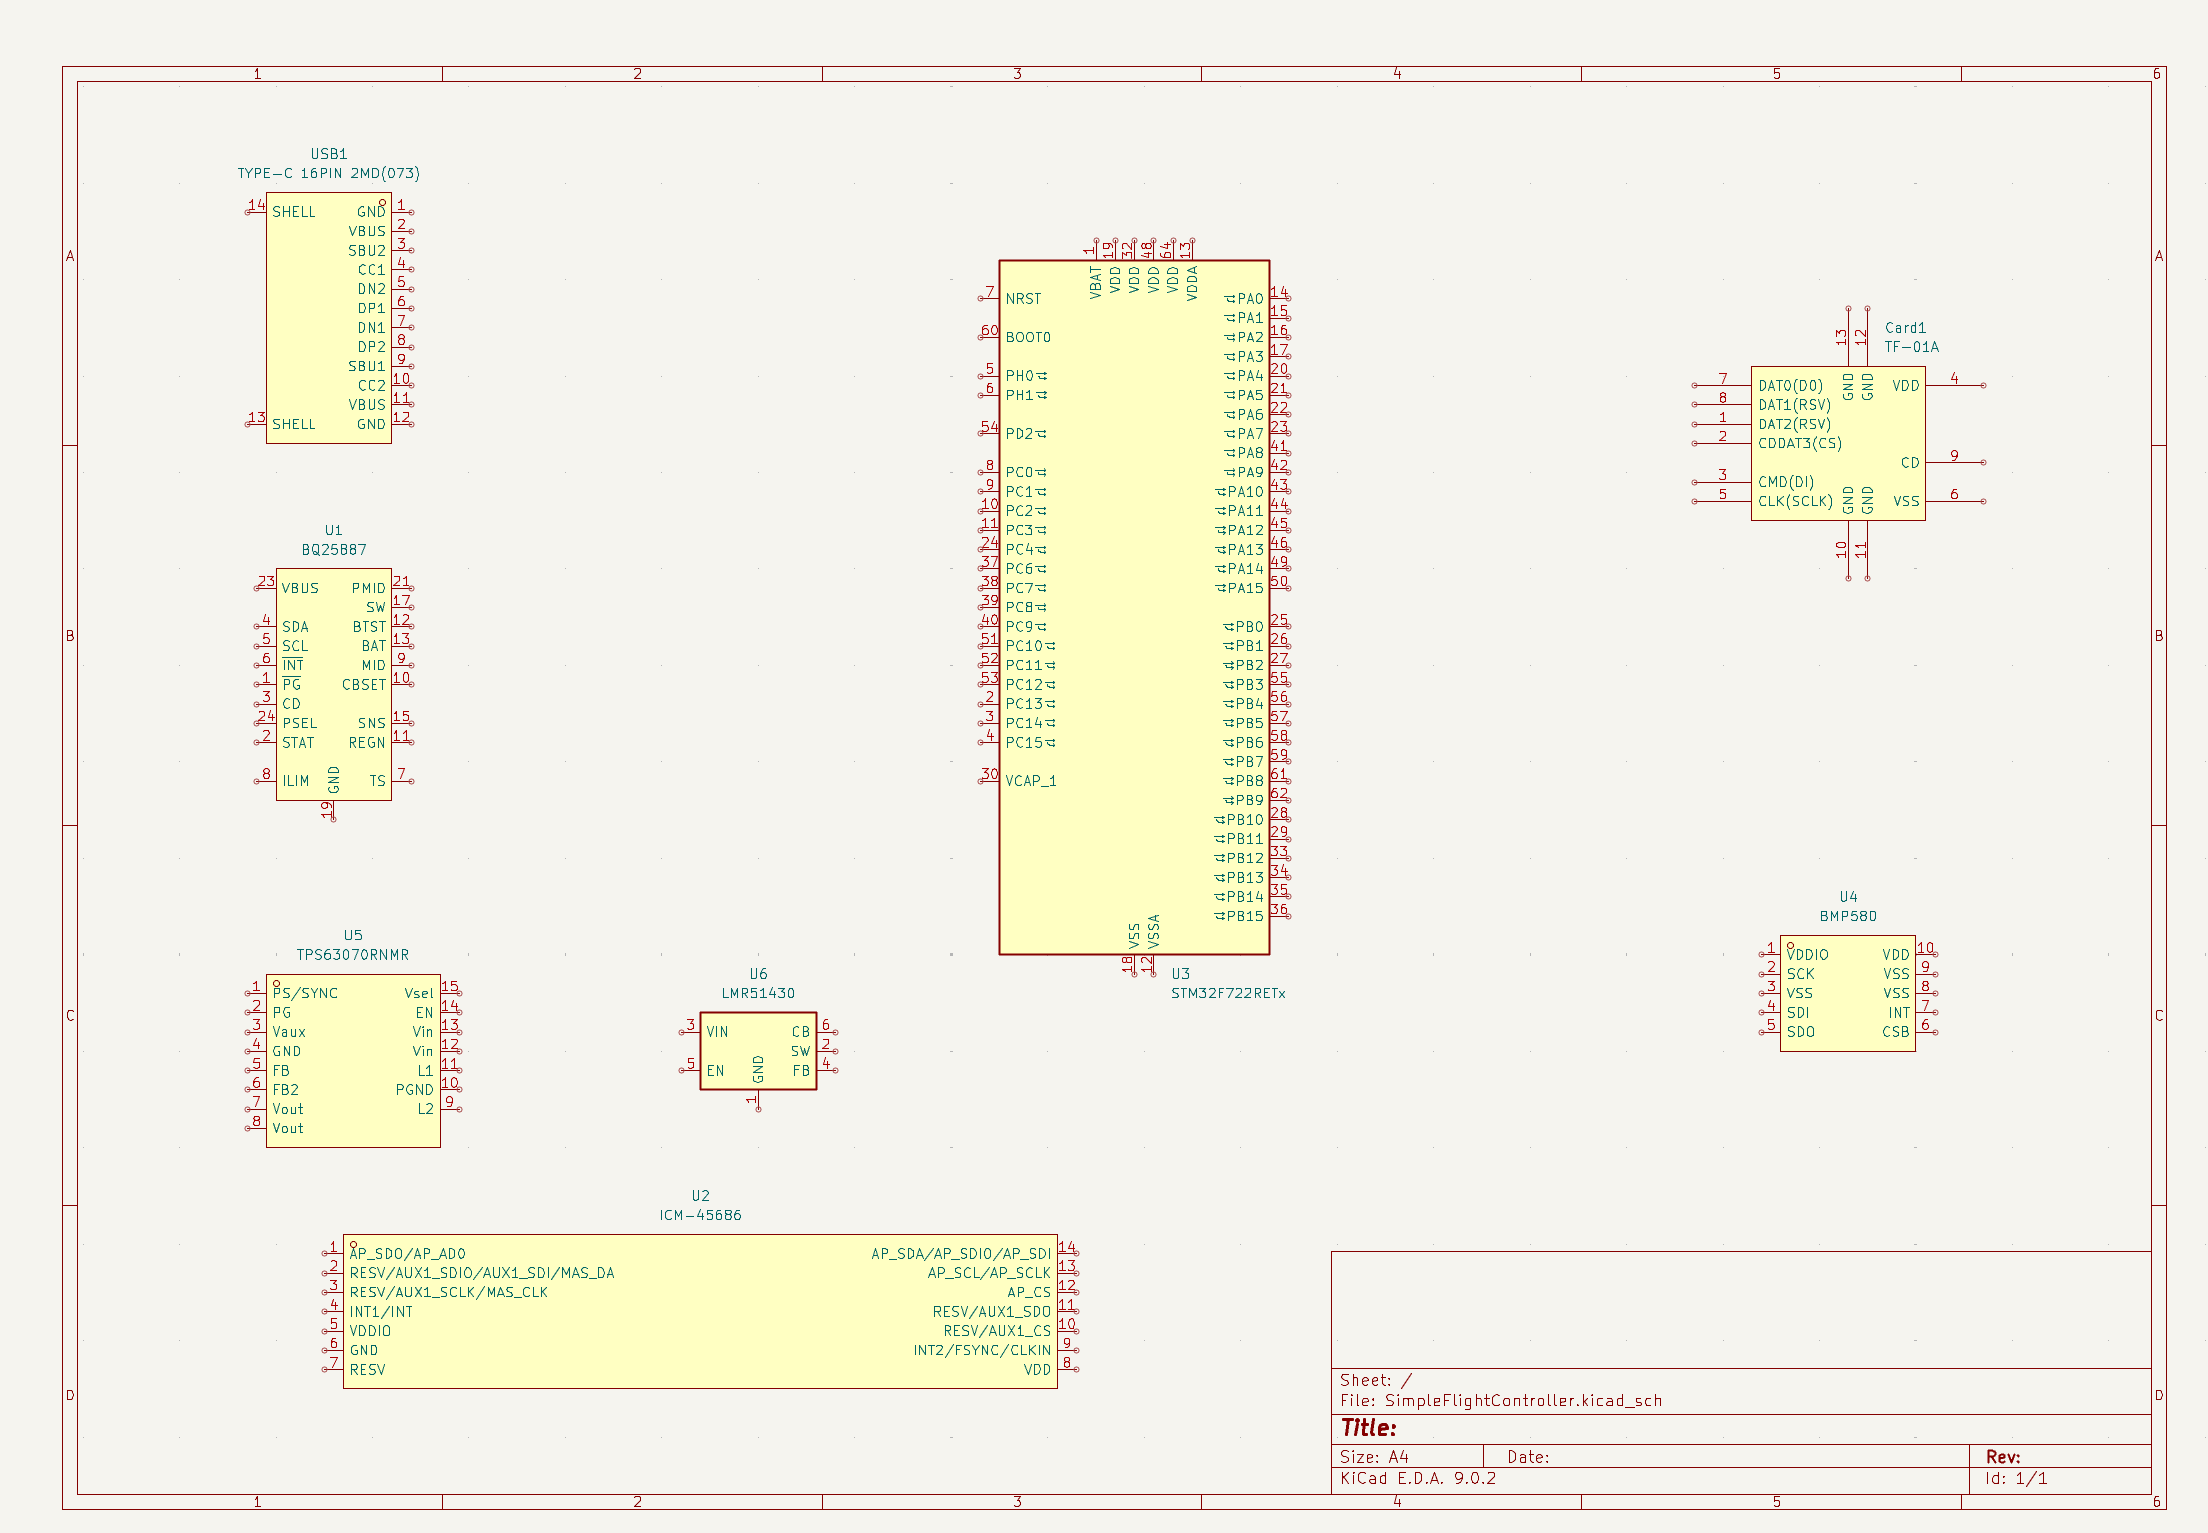 1 2 3 4 5 6
A A
B B
C C
D D
USB1
TYPE-C 16PIN 2MD(073)
14 SHELL GND 1
VBUS 2
SBU2 3
CC1 4
DN2 5
DP1 6
DN1 7
DP2 8
SBU1 9
CC2 10
VBUS 11
13 SHELL GND 12
U1
BQ25887
23 VBUS PMID 21
SW 17
4 SDA BTST 12
5 SCL BAT 13
6 INT MID 9
1 PG CBSET 10
3 CD
24 PSEL SNS 15
2 STAT REGN 11
8 ILIM TS 7
GND 19
U5
TPS63070RNMR
1 PS/SYNC Vsel 15
2 PG EN 14
3 Vaux Vin 13
4 GND Vin 12
5 FB L1 11
6 FB2 PGND 10
7 Vout L2 9
8 Vout
U6
LMR51430
3 VIN CB 6
SW 2
5 EN FB 4
GND 1
1 19 32 48 64 13
VBAT VDD VDD VDD VDD VDDA
7 NRST PA0 14
PA1 15
60 BOOT0 PA2 16
PA3 17
5 PH0 PA4 20
6 PH1 PA5 21
PA6 22
54 PD2 PA7 23
PA8 41
8 PC0 PA9 42
9 PC1 PA10 43
10 PC2 PA11 44
11 PC3 PA12 45
24 PC4 PA13 46
37 PC6 PA14 49
38 PC7 PA15 50
39 PC8
40 PC9 PB0 25
51 PC10 PB1 26
52 PC11 PB2 27
53 PC12 PB3 55
2 PC13 PB4 56
3 PC14 PB5 57
4 PC15 PB6 58
PB7 59
30 VCAP_1 PB8 61
PB9 62
PB10 28
PB11 29
PB12 33
PB13 34
PB14 35
PB15 36
VSS VSSA
18 12
U3
STM32F722RETx
Card1
TF-01A
13 12
GND GND
7 DAT0(D0) VDD 4
8 DAT1(RSV)
1 DAT2(RSV)
2 CDDAT3(CS)
CD 9
3 CMD(DI)
5 CLK(SCLK) VSS 6
GND GND
10 11
U4
BMP580
1 VDDIO VDD 10
2 SCK VSS 9
3 VSS VSS 8
4 SDI INT 7
5 SDO CSB 6
U2
ICM-45686
1 AP_SDO/AP_AD0 AP_SDA/AP_SDIO/AP_SDI 14
2 RESV/AUX1_SDIO/AUX1_SDI/MAS_DA AP_SCL/AP_SCLK 13
3 RESV/AUX1_SCLK/MAS_CLK AP_CS 12
4 INT1/INT RESV/AUX1_SDO 11
5 VDDIO RESV/AUX1_CS 10
6 GND INT2/FSYNC/CLKIN 9
7 RESV VDD 8
Sheet: /
File: SimpleFlightController.kicad_sch
Title:
Size: A4 Date: Rev:
KiCad E.D.A. 9.0.2 Id: 1/1
1 2 3 4 5 6